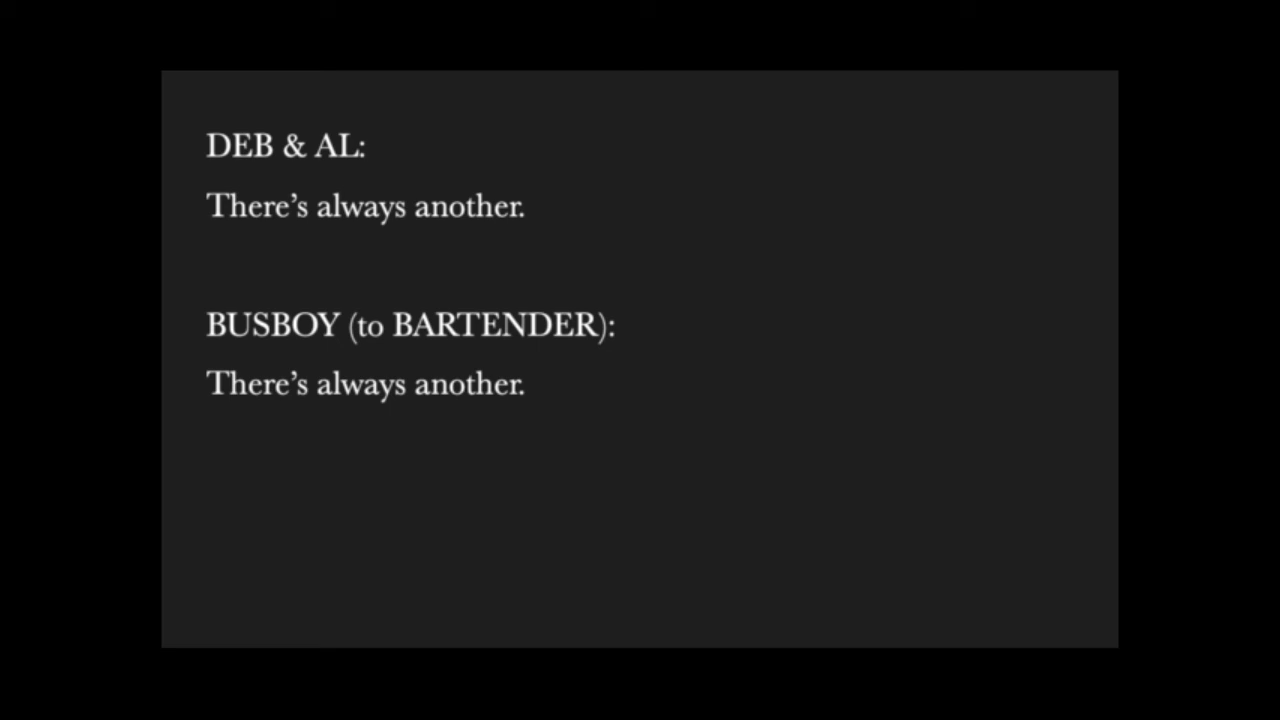 DEB & AL:
There’s always another.
BUSBOY (to BARTENDER):
There’s always another.